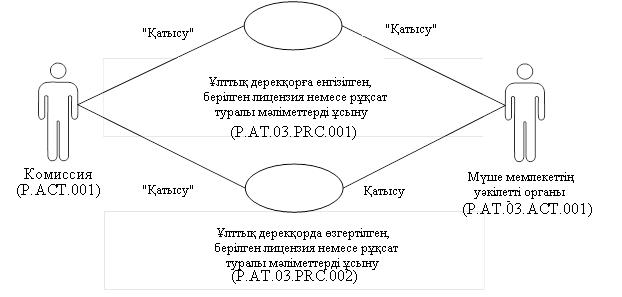 "Қатысу"
"Қатысу"
Ұлттық дерекқорға енгізілген,
берілген лицензия немесе рұқсат
туралы мәліметтерді ұсыну
(P.AT.03.PRC.001)
Комиссия
(P.ACT.001)
Мүше мемлекеттің
уәкілетті органы
(P.AT.03.ACT.001)
"Қатысу"
Қатысу
Ұлттық дерекқорда өзгертілген,
берілген лицензия немесе рұқсат
туралы мәліметтерді ұсыну
(P.AT.03.PRC.002)